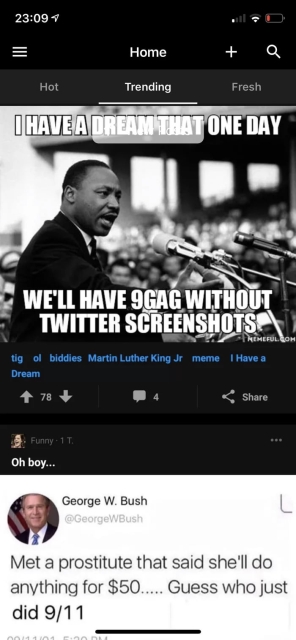 23:09
Home
Hot Trending Fresh
I HAVE A DREAM THAT ONE DAY
WE'LL HAVE 9GAG WITHOUT
TWITTER SCREENSHOTS
MEMEFUL.COM
tig ol biddies Martin Luther King Jr meme I Have a
Dream
78 4 Share
Funny · 1 T.
Oh boy...
George W. Bush
@GeorgeWBush
Met a prostitute that said she'll do
anything for $50..... Guess who just
did 9/11